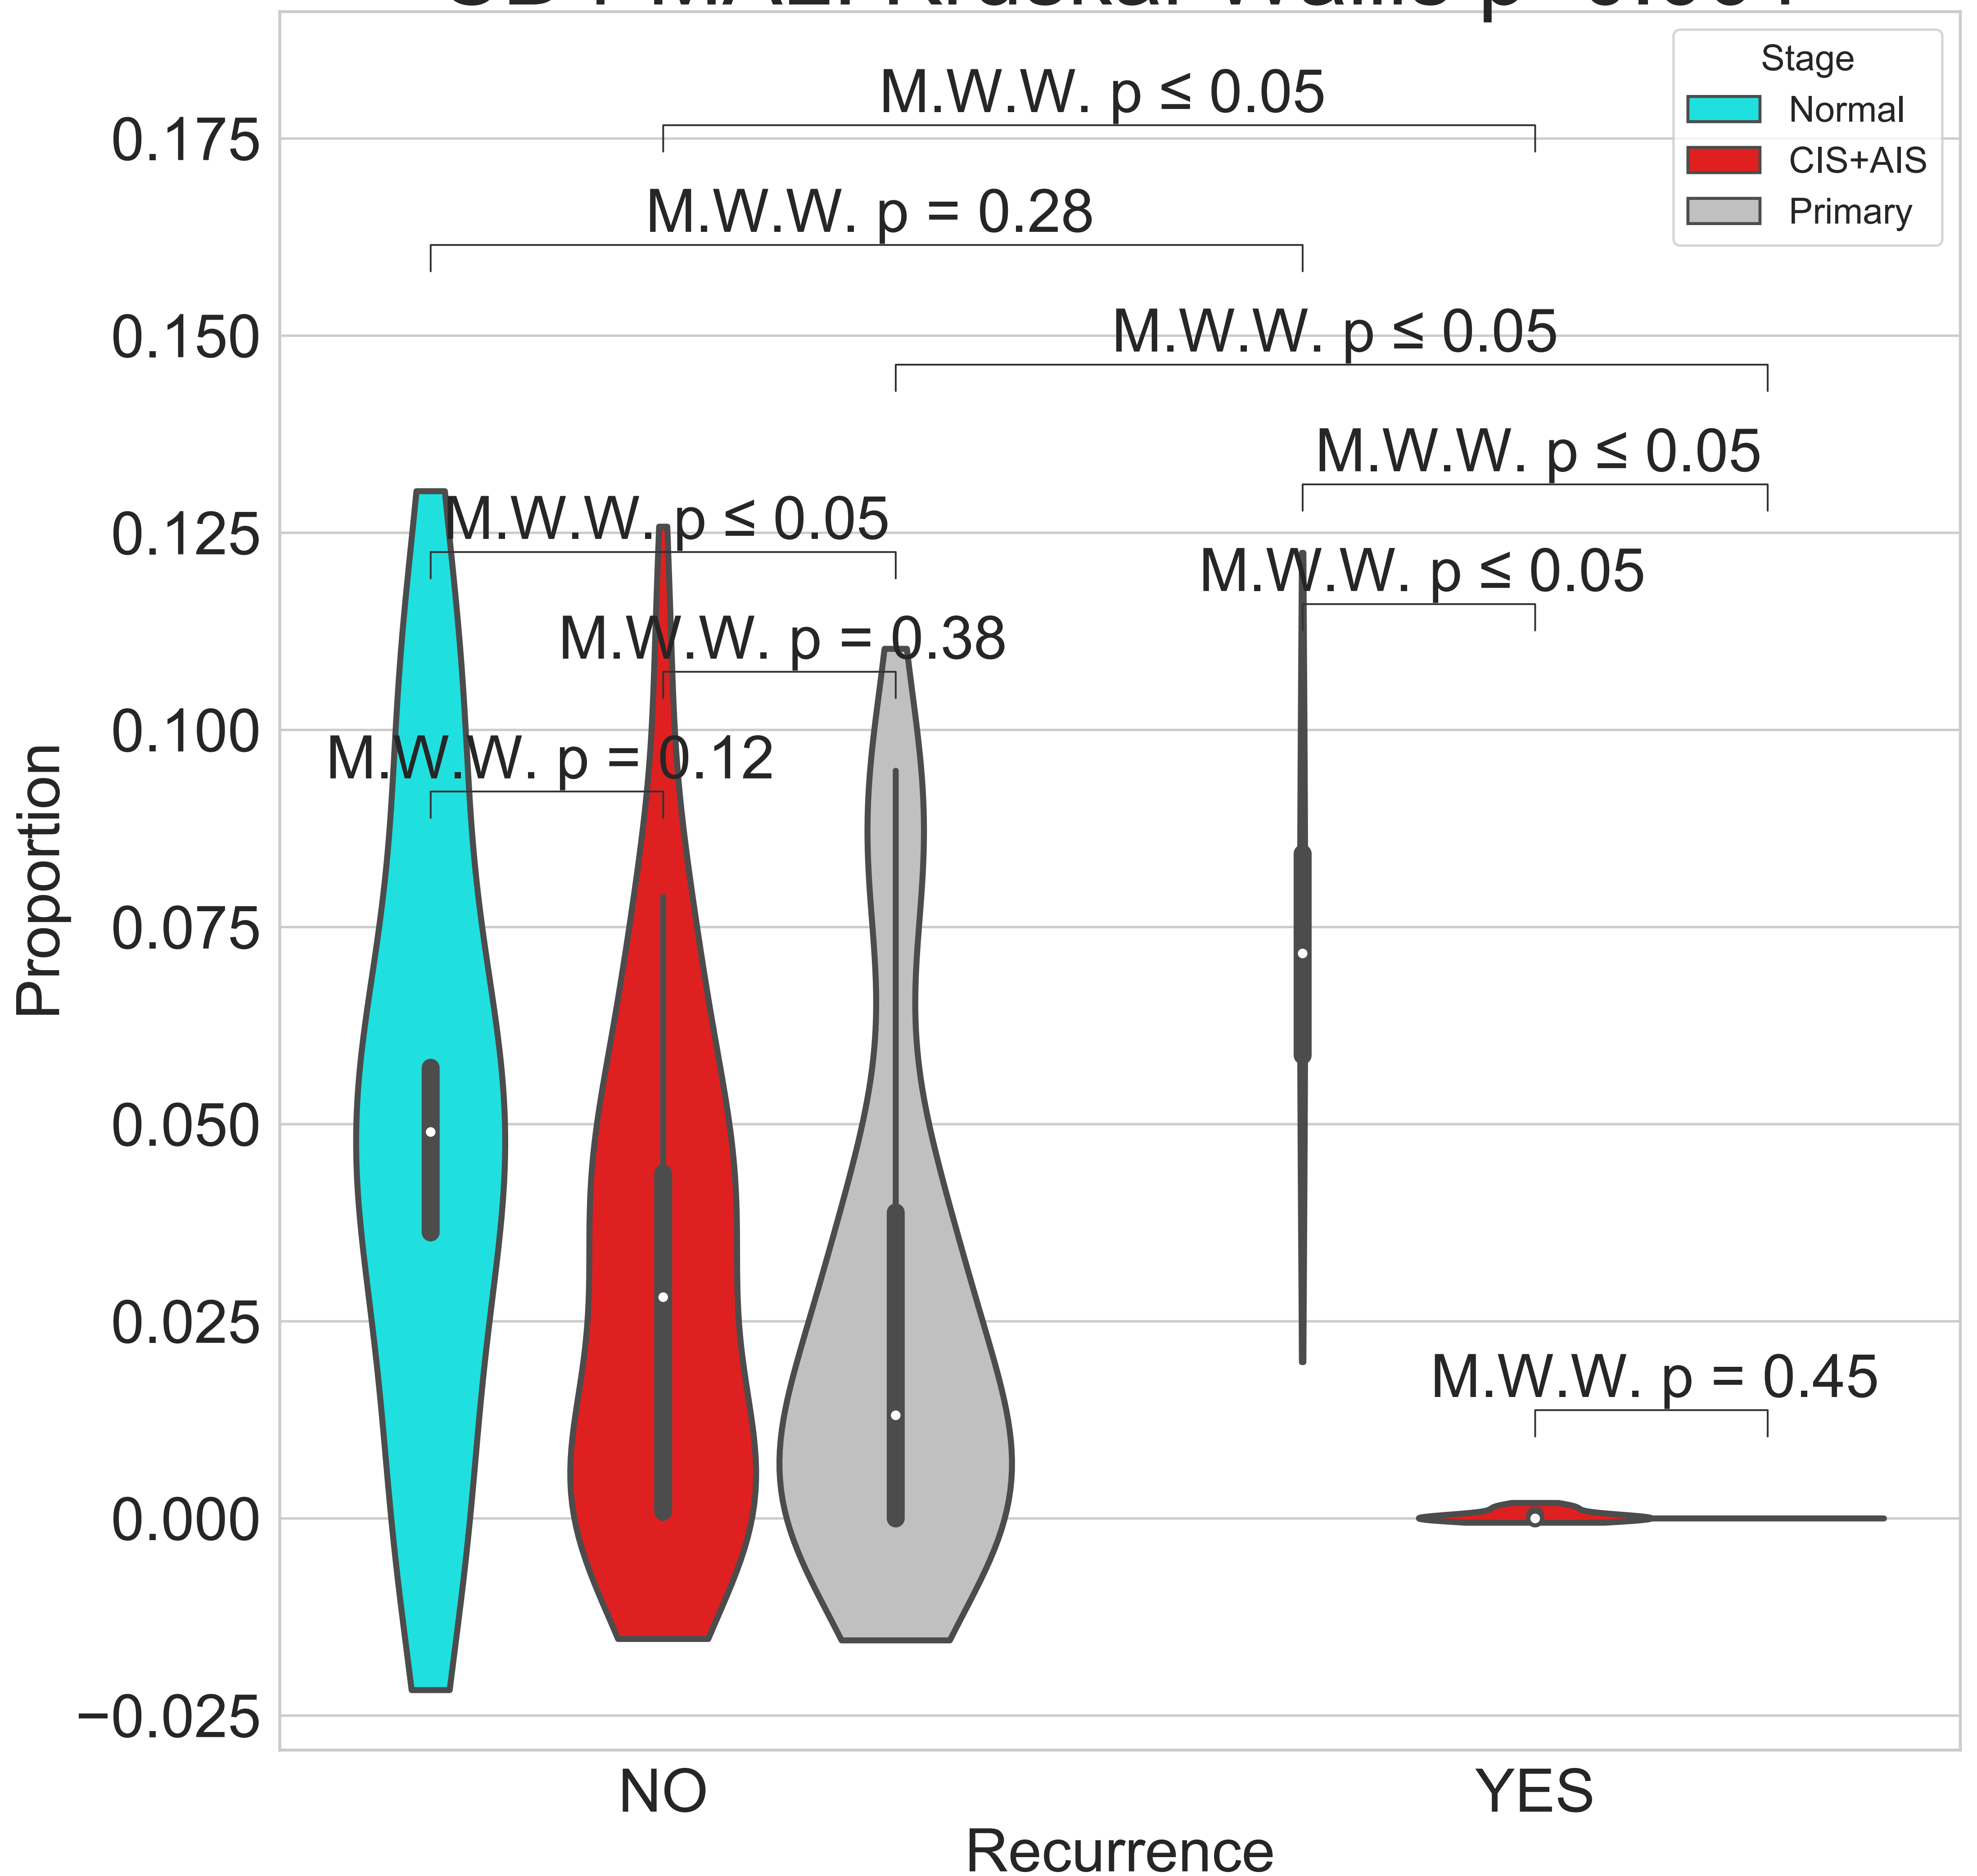 Stage
Normal
CIS+AIS
Primary
M.W.W. p ≤ 0.05
0.175
M.W.W. p = 0.28
M.W.W. p ≤ 0.05
0.150
M.W.W. p ≤ 0.05
M.W.W. p ≤ 0.05
0.125
M.W.W. p ≤ 0.05
M.W.W. p = 0.38
0.100
M.W.W. p = 0.12
Proportion
0.075
0.050
0.025
M.W.W. p = 0.45
0.000
−0.025
NO
YES
Recurrence